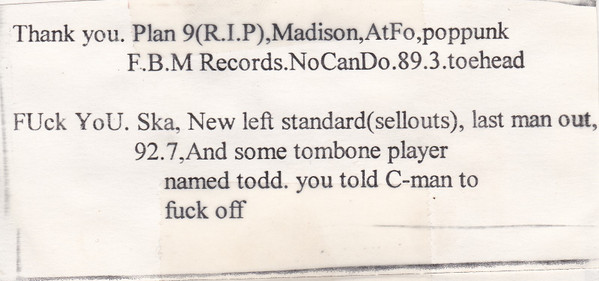 Thank you. Plan 9(R.I.P),Madison,AtFo,poppunk
F.B.M Records.NoCanDo.89.3.toehead
FUck YoU. Ska, New left standard(sellouts), last man out,
92.7,And some tombone player
named todd. you told C-man to
fuck off